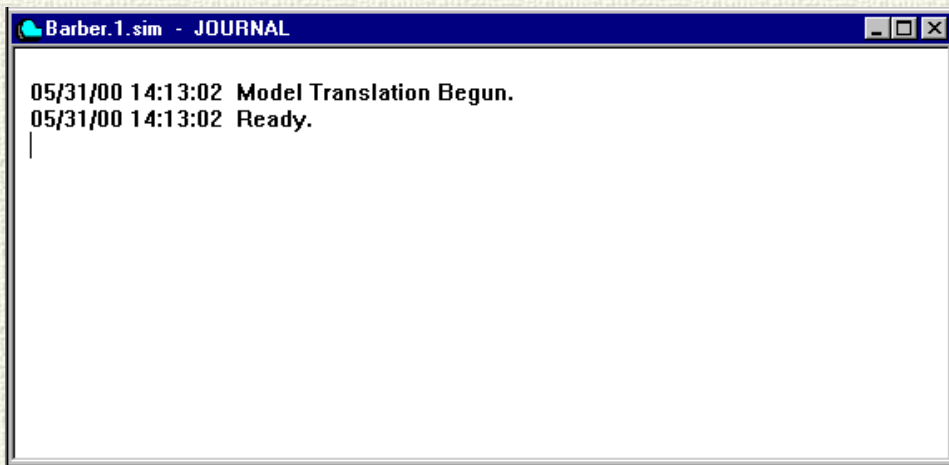 Barber.1.sim - JOURNAL
05/31/00 14:13:02 Model Translation Begun.
05/31/00 14:13:02 Ready.